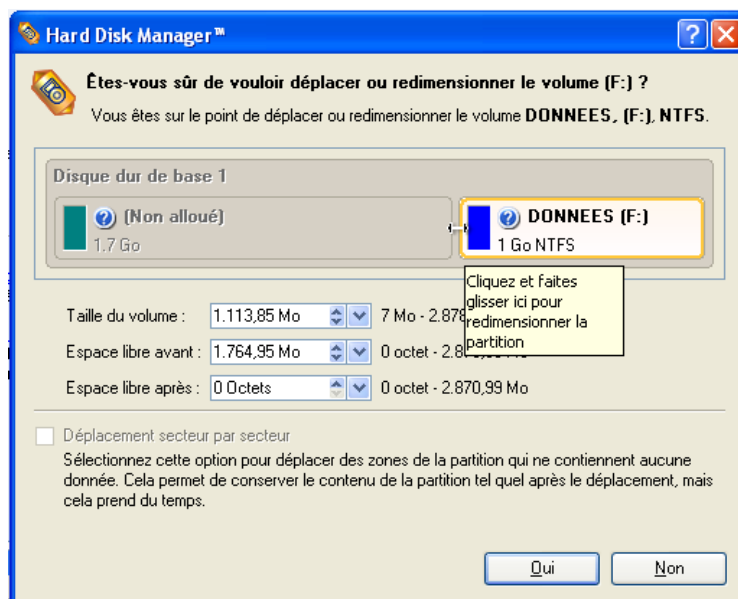 Hard Disk Manager™
Êtes-vous sûr de vouloir déplacer ou redimensionner le volume (F:) ?
Vous êtes sur le point de déplacer ou redimensionner le volume DONNEES, (F:), NTFS.
Disque dur de base 1
(Non alloué)
1.7 Go
DONNEES (F:)
1 Go NTFS
Cliquez et faites
glisser ici pour
redimensionner la
partition
Taille du volume : 1.113,85 Mo 7 Mo - 2.878
Espace libre avant : 1.764,95 Mo 0 octet - 2.870,99 Mo
Espace libre après : 0 Octets 0 octet - 2.870,99 Mo
Déplacement secteur par secteur
Sélectionnez cette option pour déplacer des zones de la partition qui ne contiennent aucune
donnée. Cela permet de conserver le contenu de la partition tel quel après le déplacement, mais
cela prend du temps.
Oui
Non